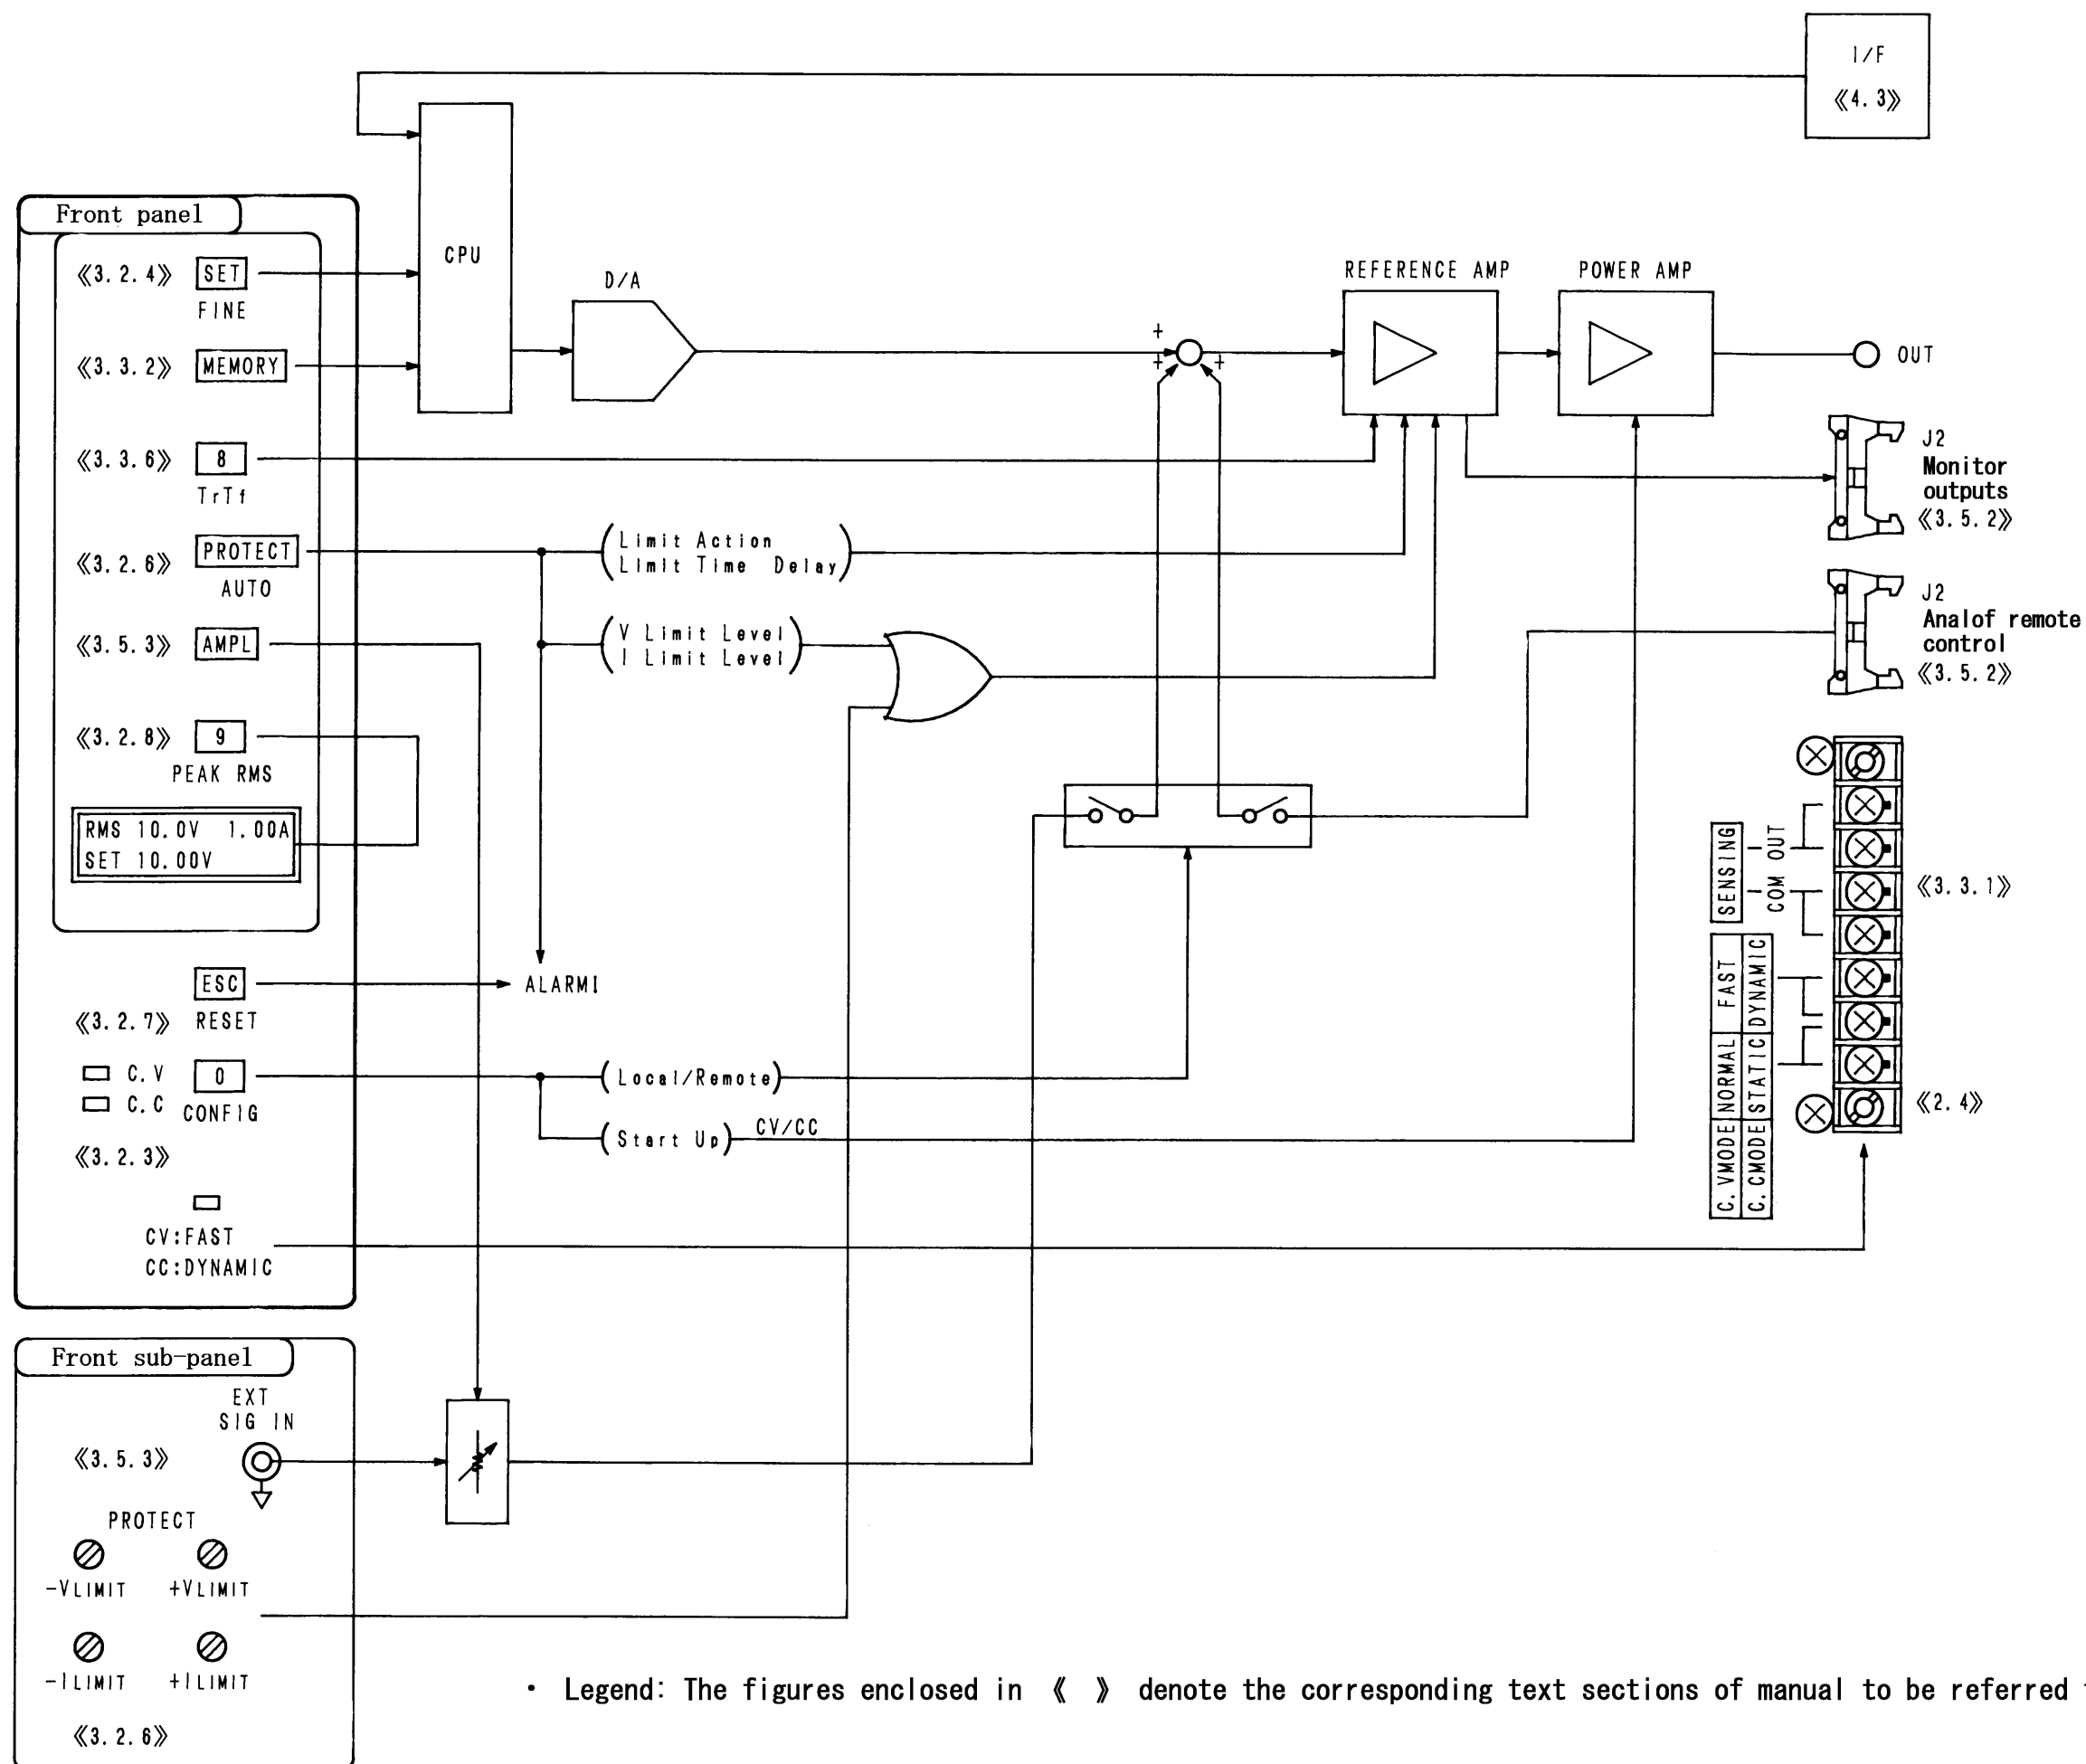 I/F
《4. 3》
Front panel
《3. 2. 4》 SET
FINE
《3. 3. 2》 MEMORY
《3. 3. 6》 8
TrTf
《3. 2. 6》 PROTECT
AUTO
《3. 5. 3》 AMPL
《3. 2. 8》 9
PEAK RMS
RMS 10. 0V 1. 00A
SET 10. 00V
ESC
《3. 2. 7》 RESET
C. V 0
C. C CONFIG
《3. 2. 3》
CV:FAST
CC:DYNAMIC
CPU
D/A
+
+ +
REFERENCE AMP
POWER AMP
OUT
J2
Monitor
outputs
《3. 5. 2》
(Limit Action
Limit Time Delay)
(V Limit Level
I Limit Level)
J2
Analof remote
control
《3. 5. 2》
ALARMI
(Local/Remote)
(Start Up) CV/CC
SENSING
COM OUT
《3. 3. 1》
C. VMODE NORMAL FAST
C. CMODE STATIC DYNAMIC
《2. 4》
Front sub-panel
EXT
SIG IN
《3. 5. 3》
PROTECT
-VLIMIT +VLIMIT
-ILIMIT +ILIMIT
《3. 2. 6》
・ Legend: The figures enclosed in 《 》 denote the corresponding text sections of manual to be referred